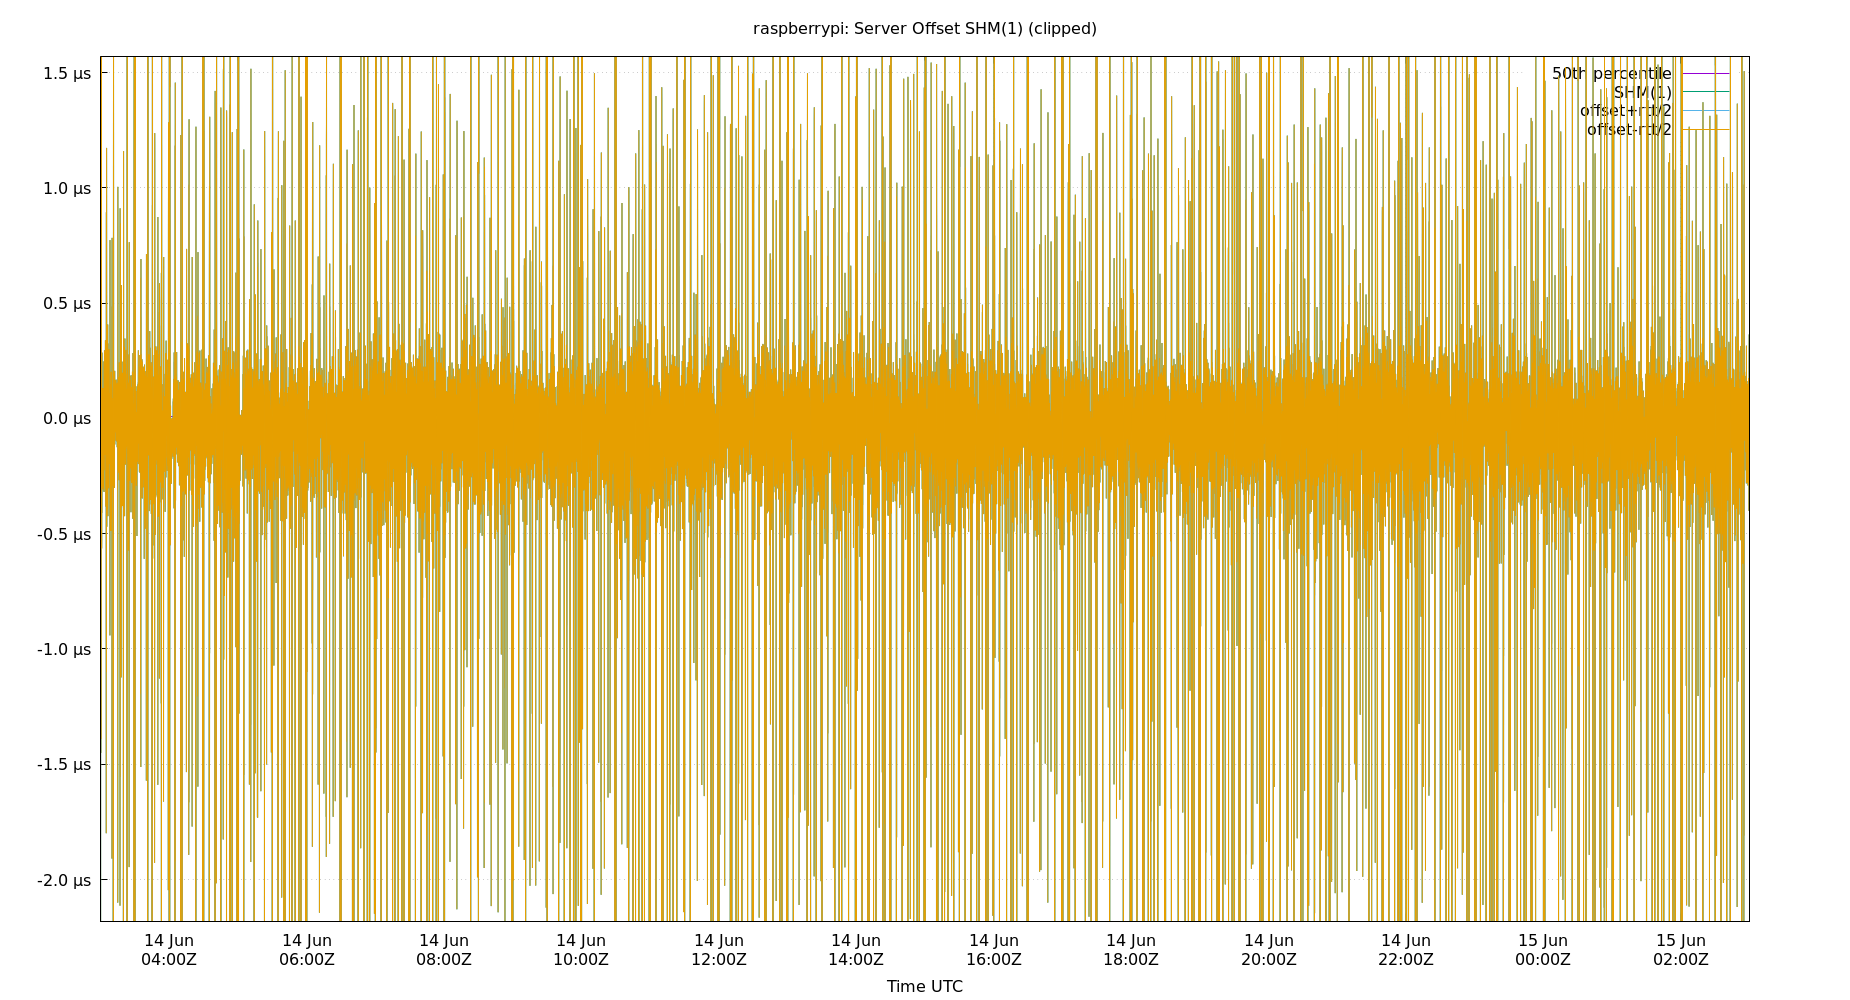 raspberrypi: Server Offset SHM(1) (clipped)
1.5 µs
1.0 µs
0.5 µs
0.0 µs
-0.5 µs
-1.0 µs
-1.5 µs
-2.0 µs
50th percentile
SHM(1)
offset+rtt/2
offset-rtt/2
14 Jun 14 Jun 14 Jun 14 Jun 14 Jun 14 Jun 14 Jun 14 Jun 14 Jun 14 Jun 15 Jun 15 Jun
04:00Z 06:00Z 08:00Z 10:00Z 12:00Z 14:00Z 16:00Z 18:00Z 20:00Z 22:00Z 00:00Z 02:00Z
Time UTC